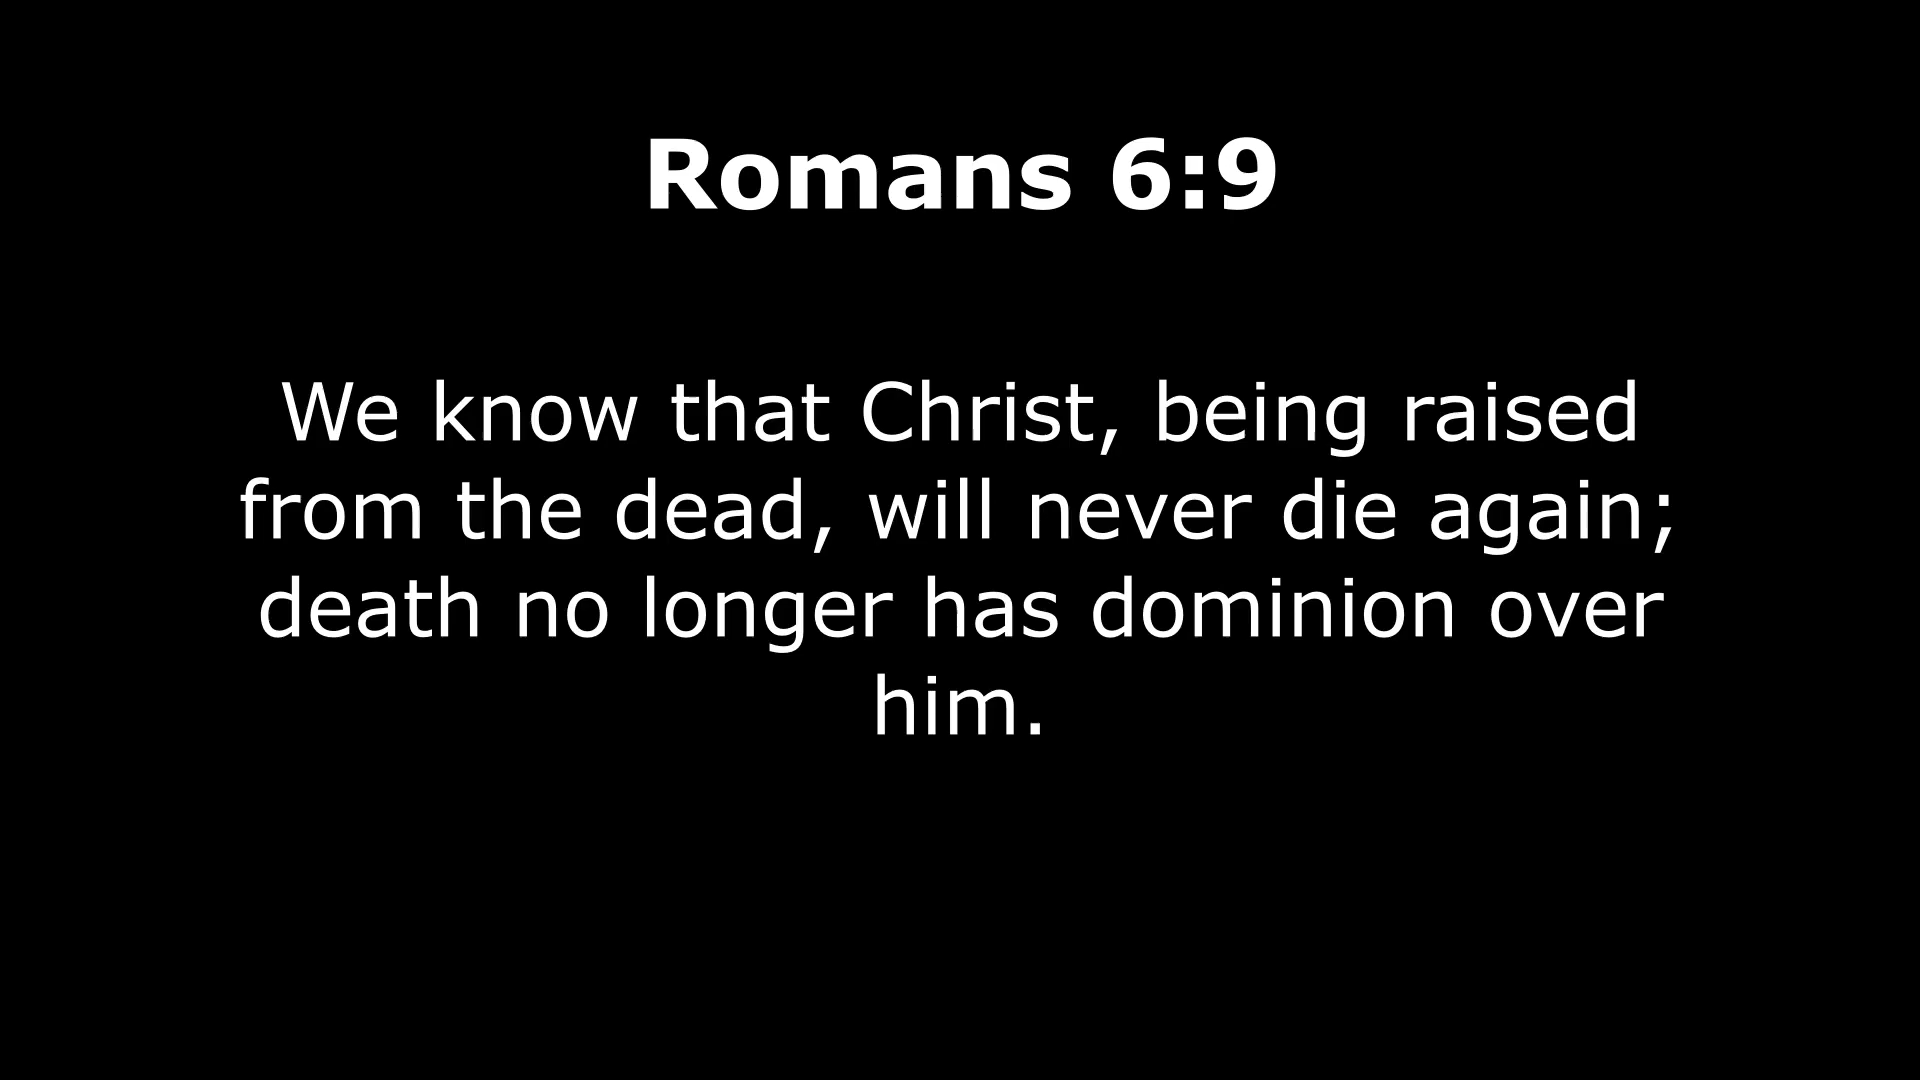 Romans 6:9
We know that Christ, being raised
from the dead, will never die again;
death no longer has dominion over
him.